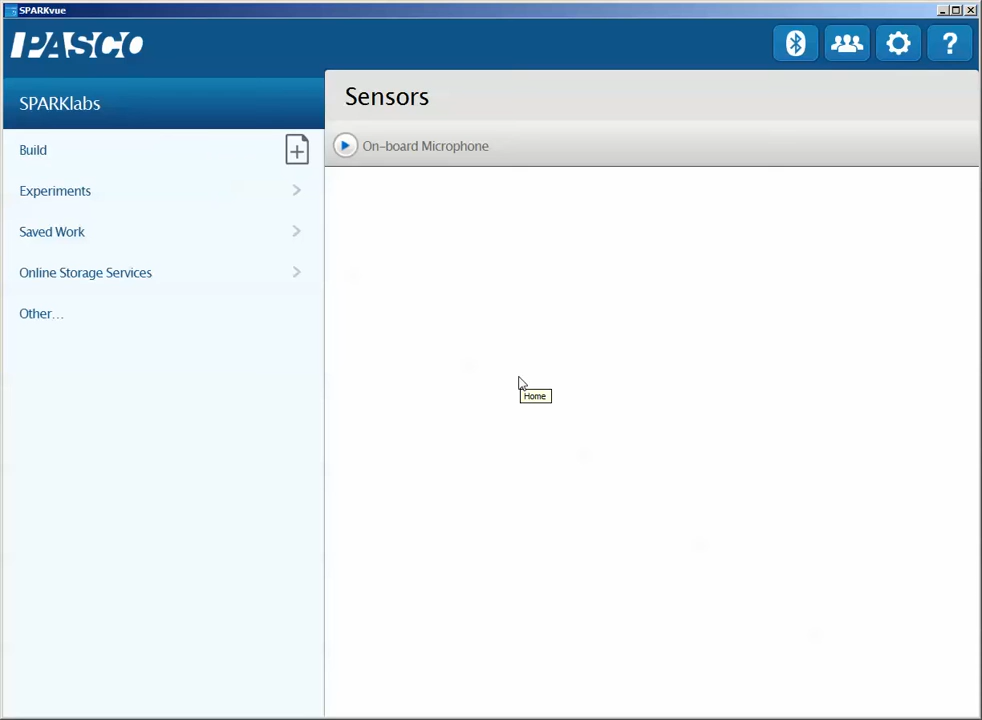 SPARKvue
PASCO
?
SPARKlabs
Build
Experiments
Saved Work
Online Storage Services
Other...
Sensors
On-board Microphone
Home